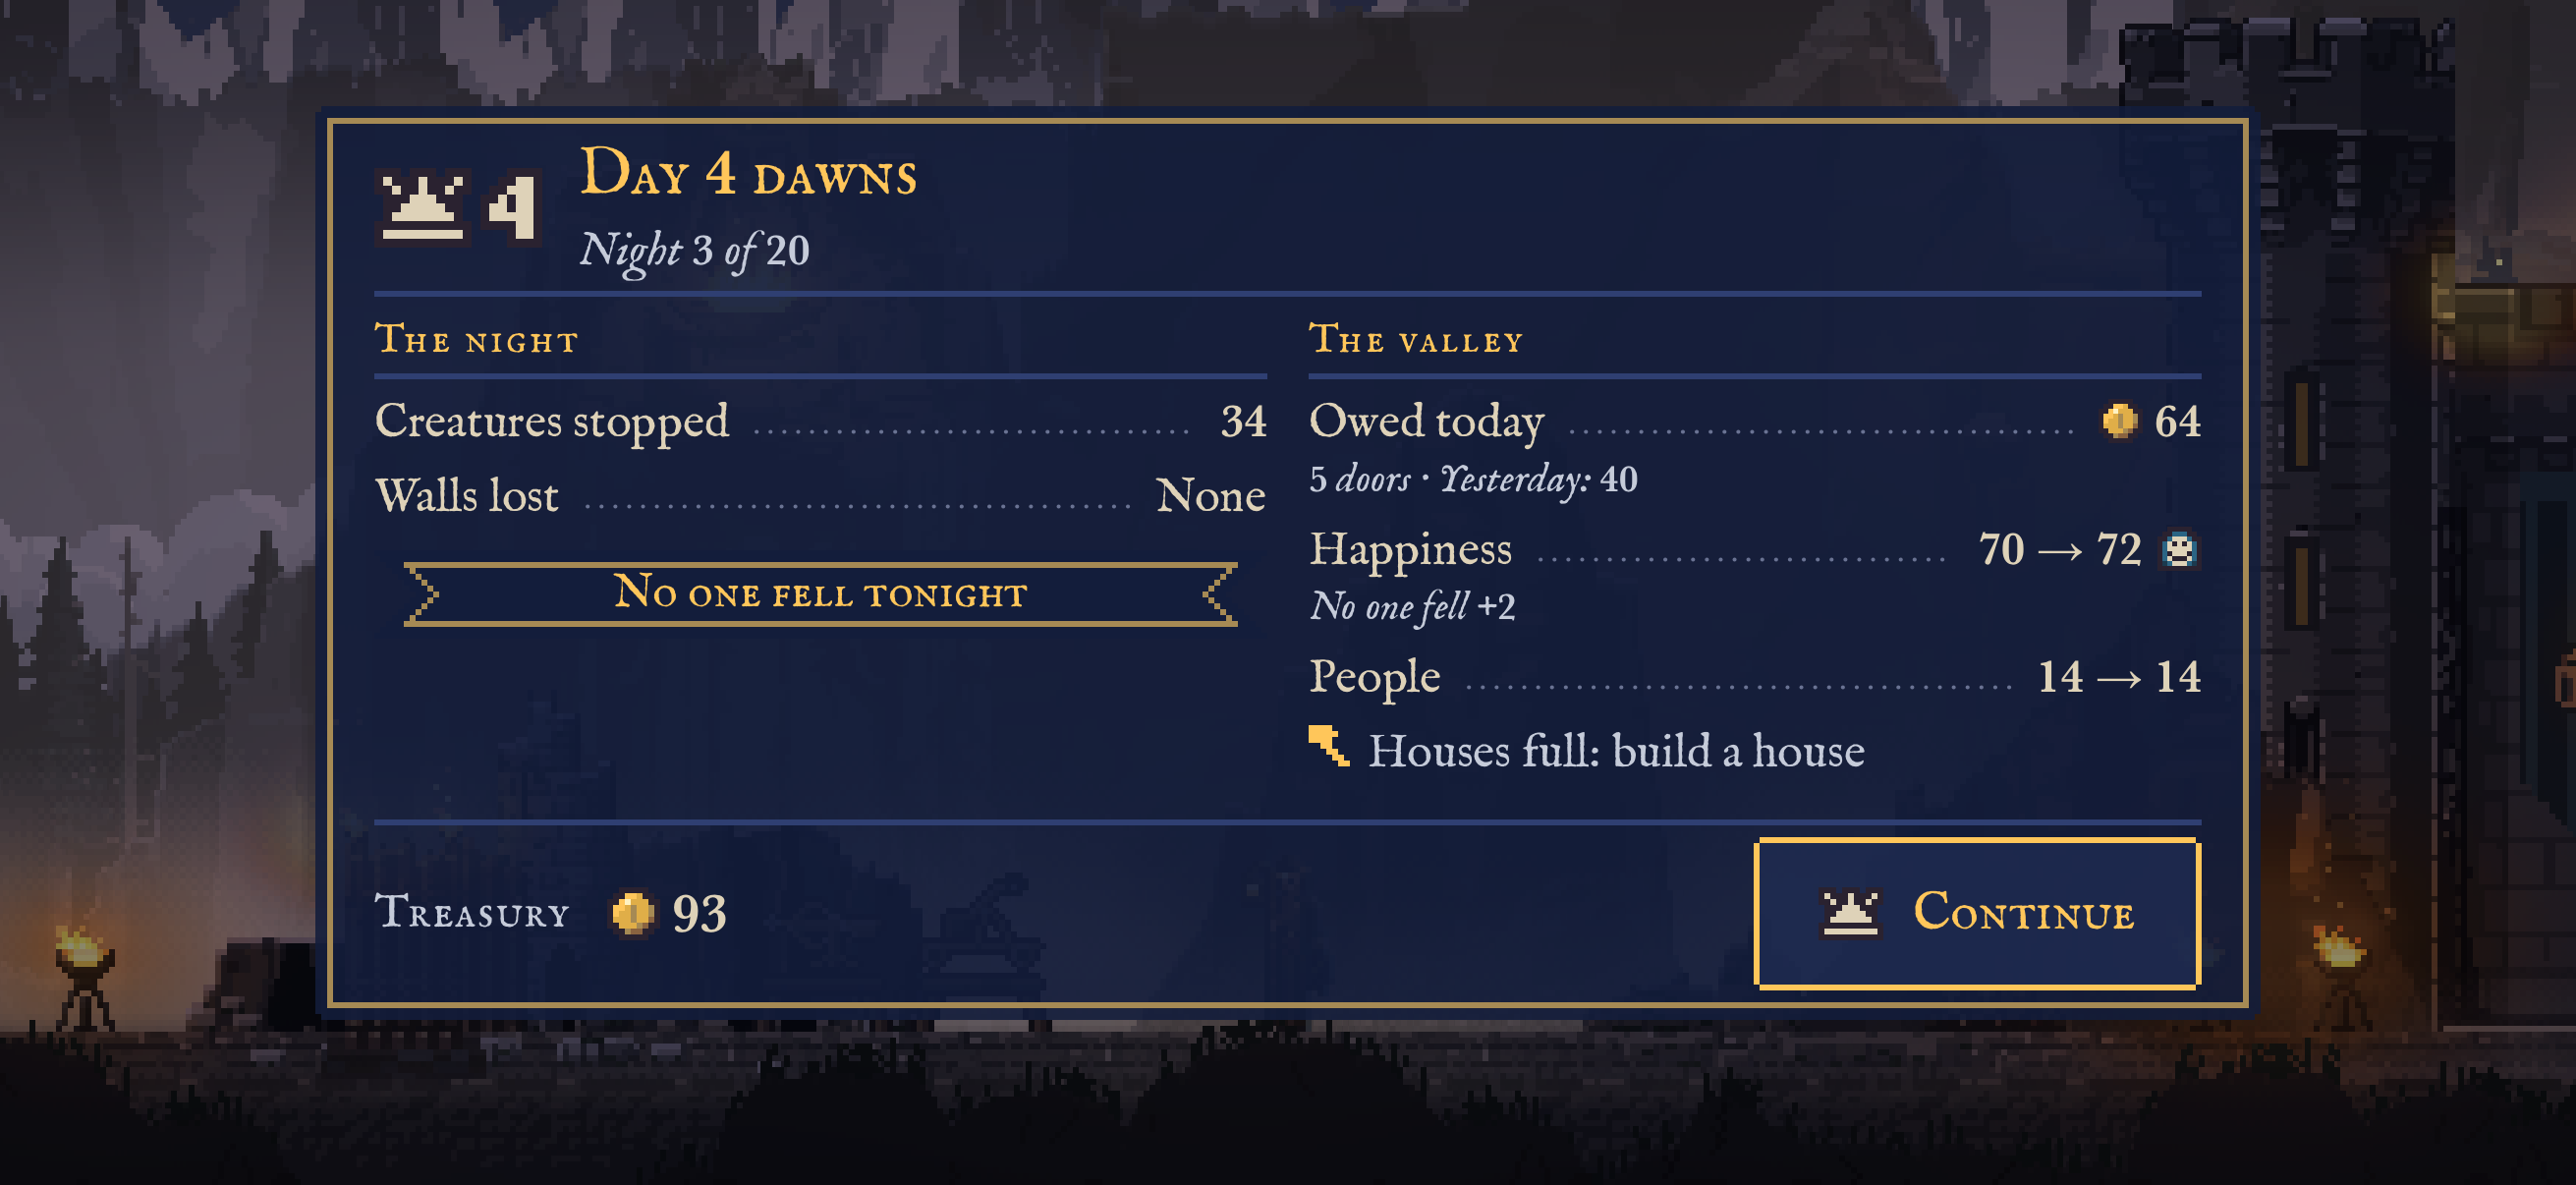 4
Day 4 dawns
Night 3 of 20
The night
Creatures stopped 34
Walls lost None
No one fell tonight
The valley
Owed today 64
5 doors · Yesterday: 40
Happiness 70 → 72
No one fell +2
People 14 → 14
Houses full: build a house
Treasury 93
Continue